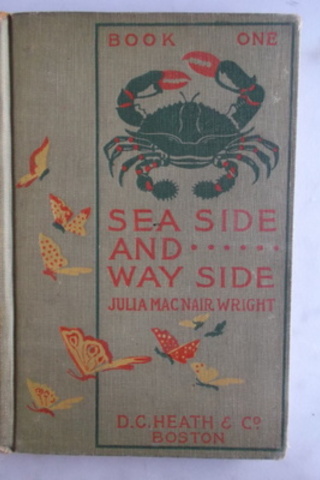 BOOK ONE
SEA SIDE
AND ······
WAY SIDE
JULIA MACNAIR WRIGHT
D.C. HEATH & CO
BOSTON